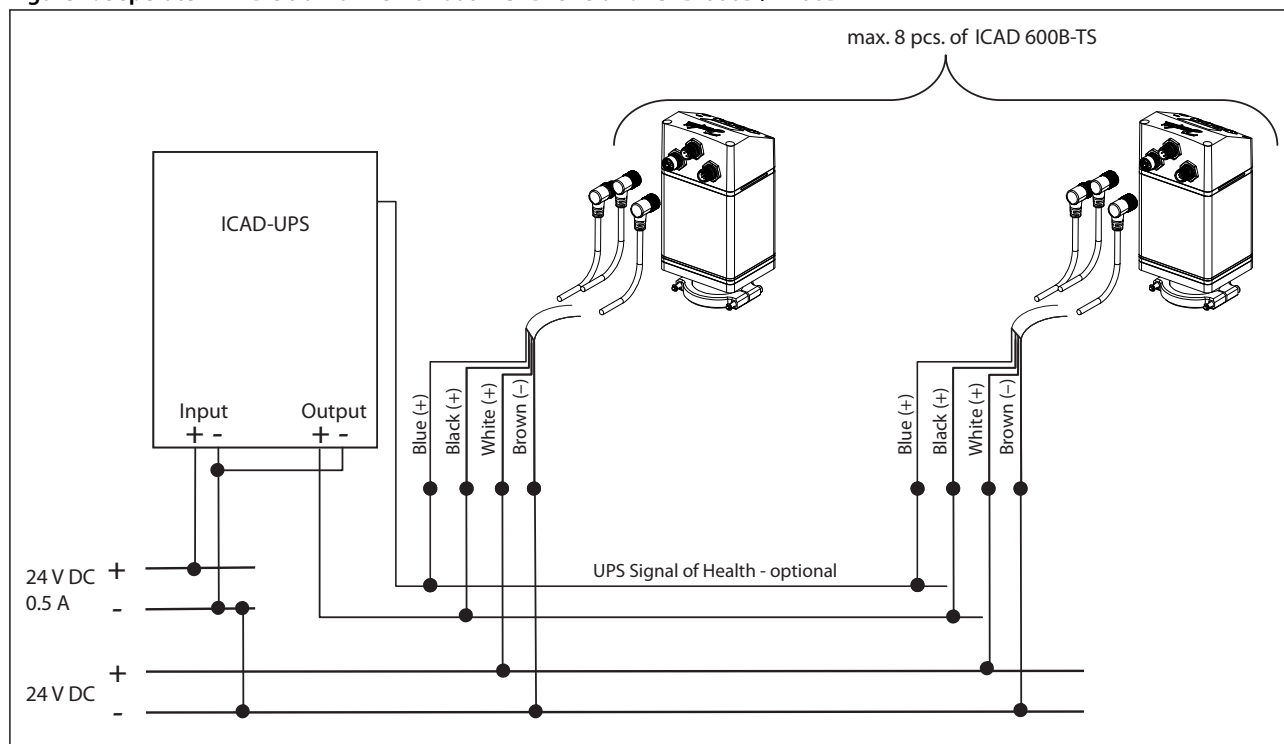 max. 8 pcs. of ICAD 600B-TS
ICAD-UPS
Input
Output
+ -
+ -
Blue (+)
Black (+)
White (+)
Brown (–)
Blue (+)
Black (+)
White (+)
Brown (–)
UPS Signal of Health - optional
24 V DC
0.5 A
+
-
24 V DC
+
-